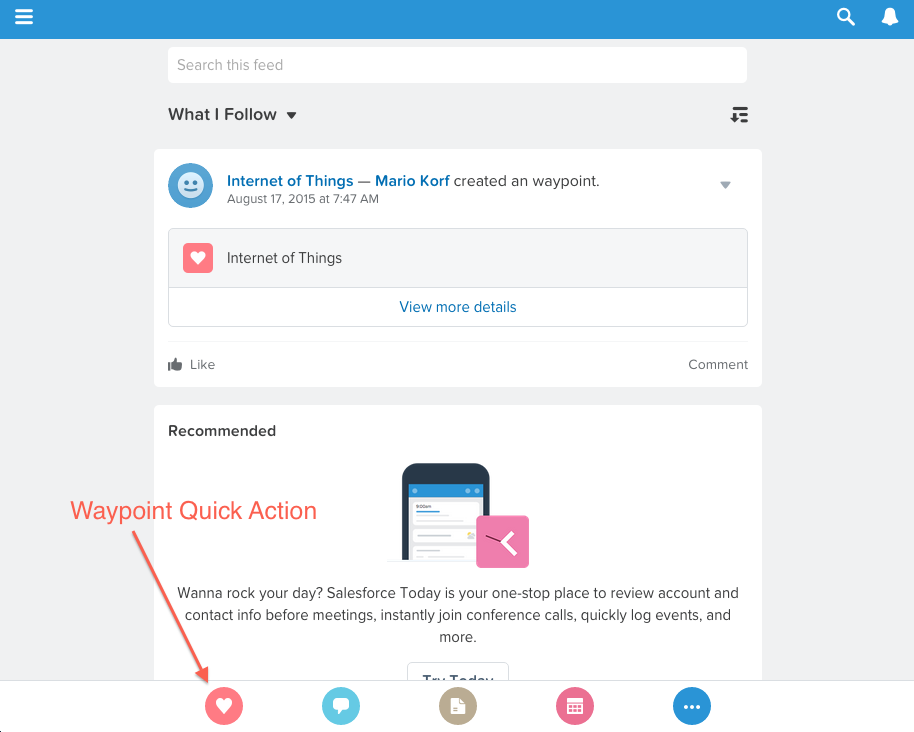 Search this feed
What I Follow
Internet of Things — Mario Korf created an waypoint.
August 17, 2015 at 7:47 AM
Internet of Things
View more details
Like Comment
Recommended
9:00am
Waypoint Quick Action
Wanna rock your day? Salesforce Today is your one-stop place to review account and
contact info before meetings, instantly join conference calls, quickly log events, and
more.
Try Today